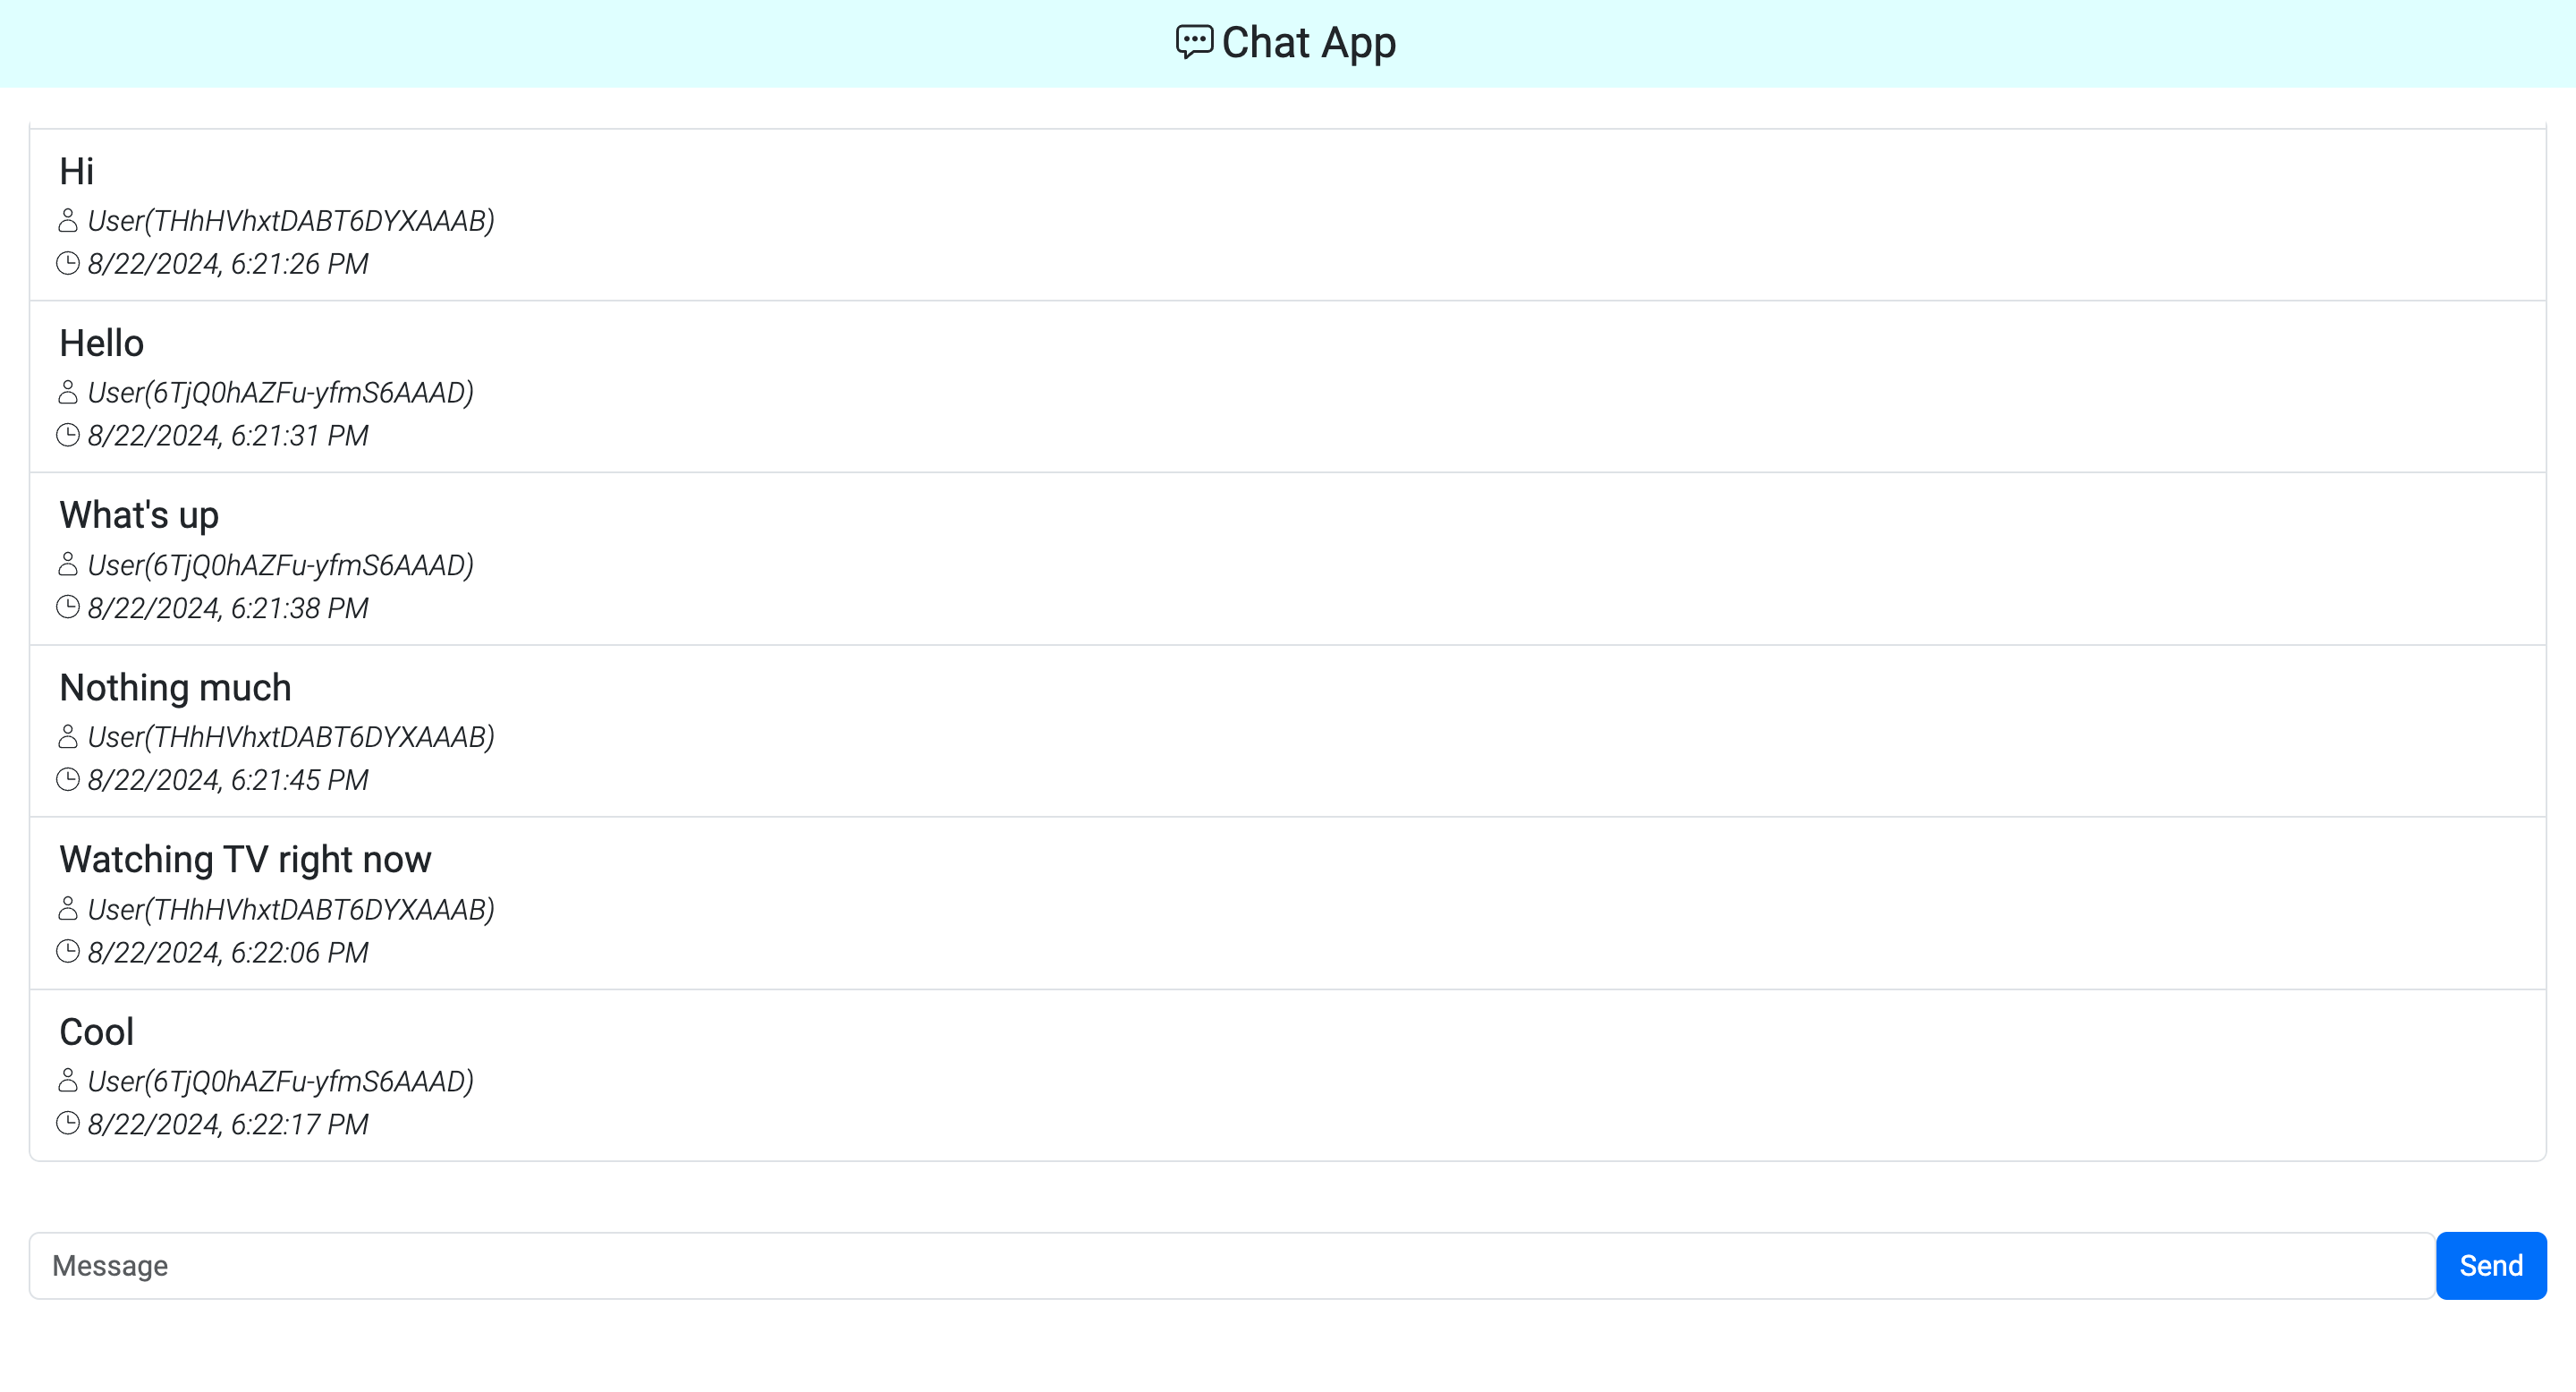 Chat App
Hi
User(THhHVhxtDABT6DYXAAAB)
8/22/2024, 6:21:26 PM
Hello
User(6TjQ0hAZFu-yfmS6AAAD)
8/22/2024, 6:21:31 PM
What's up
User(6TjQ0hAZFu-yfmS6AAAD)
8/22/2024, 6:21:38 PM
Nothing much
User(THhHVhxtDABT6DYXAAAB)
8/22/2024, 6:21:45 PM
Watching TV right now
User(THhHVhxtDABT6DYXAAAB)
8/22/2024, 6:22:06 PM
Cool
User(6TjQ0hAZFu-yfmS6AAAD)
8/22/2024, 6:22:17 PM
Message
Send